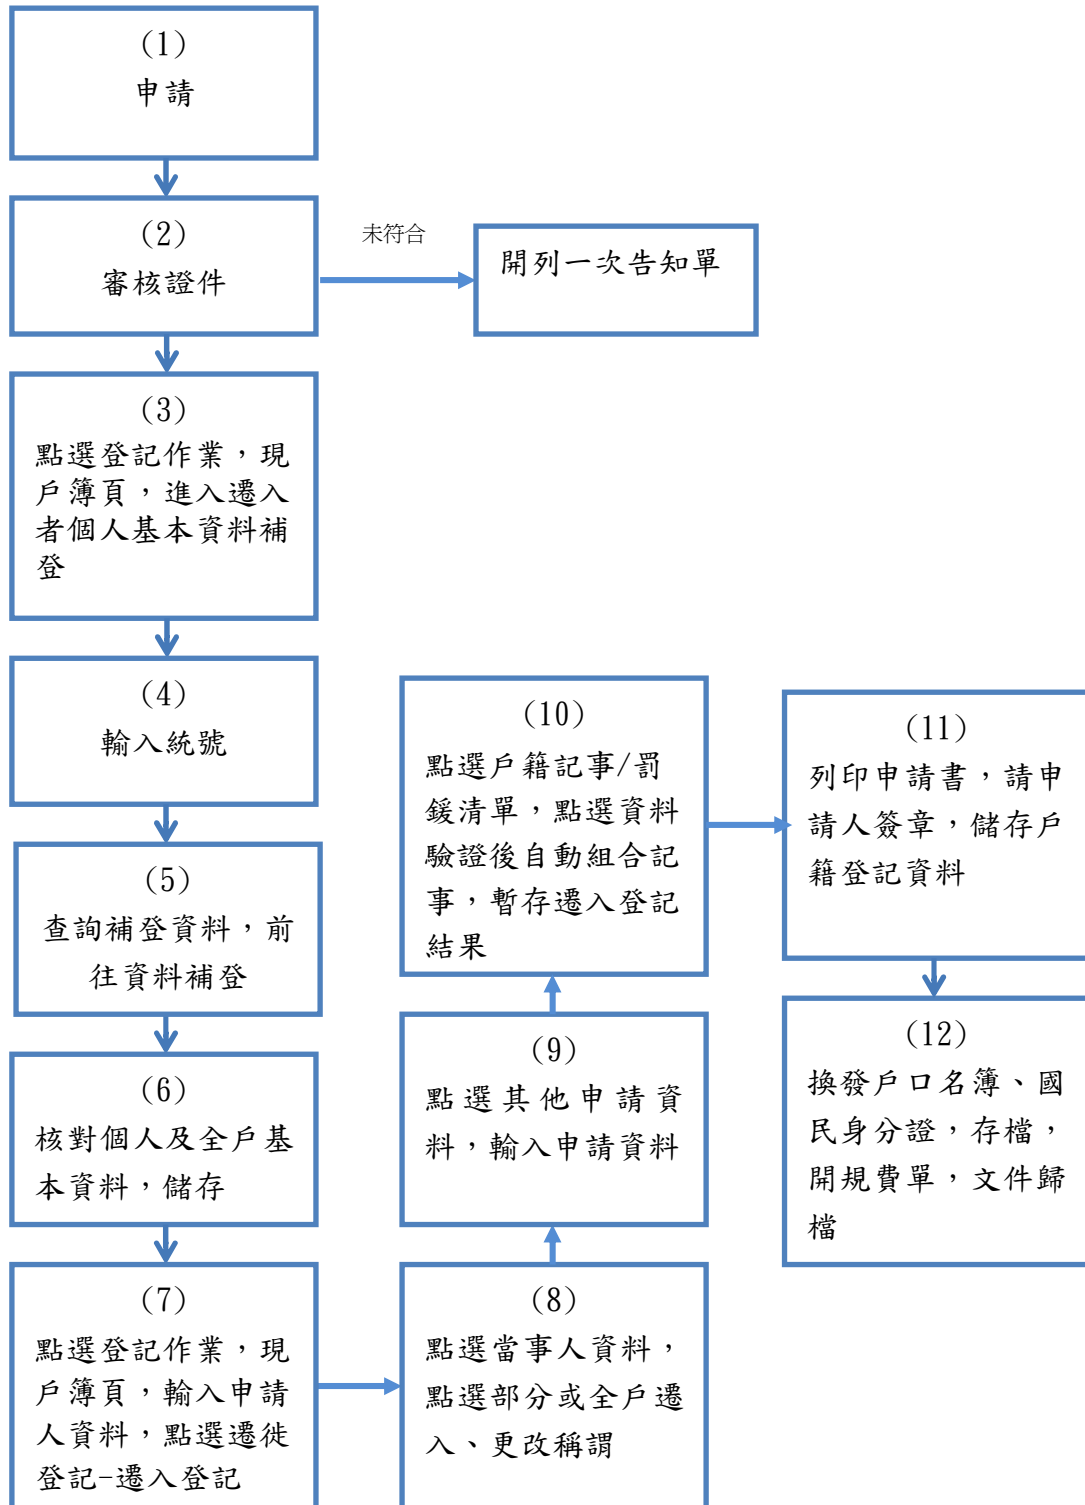 (1)
申請
(2)
審核證件
未符合
開列一次告知單
(3)
點選登記作業，現
戶簿頁，進入遷入
者個人基本資料補
登
(4)
輸入統號
(5)
查詢補登資料，前
往資料補登
(6)
核對個人及全戶基
本資料，儲存
(7)
點選登記作業，現
戶簿頁，輸入申請
人資料，點選遷徙
登記-遷入登記
(8)
點選當事人資料，
點選部分或全戶遷
入、更改稱謂
(9)
點選其他申請資
料，輸入申請資料
(10)
點選戶籍記事/罰
鍰清單，點選資料
驗證後自動組合記
事，暫存遷入登記
結果
(11)
列印申請書，請申
請人簽章，儲存戶
籍登記資料
(12)
換發戶口名簿、國
民身分證，存檔，
開規費單，文件歸
檔